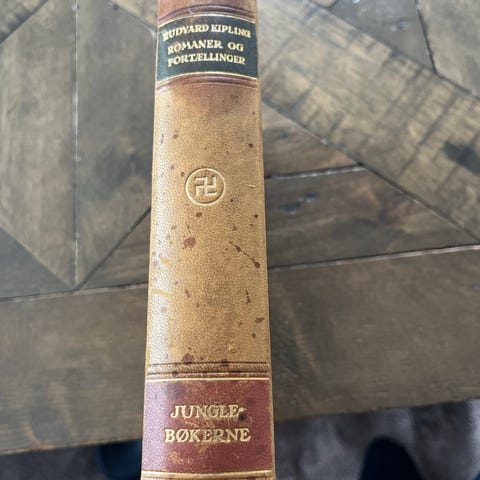 RUDYARD KIPLING
ROMANER OG
FORTÆLLINGER
JUNGLE-
BØKERNE